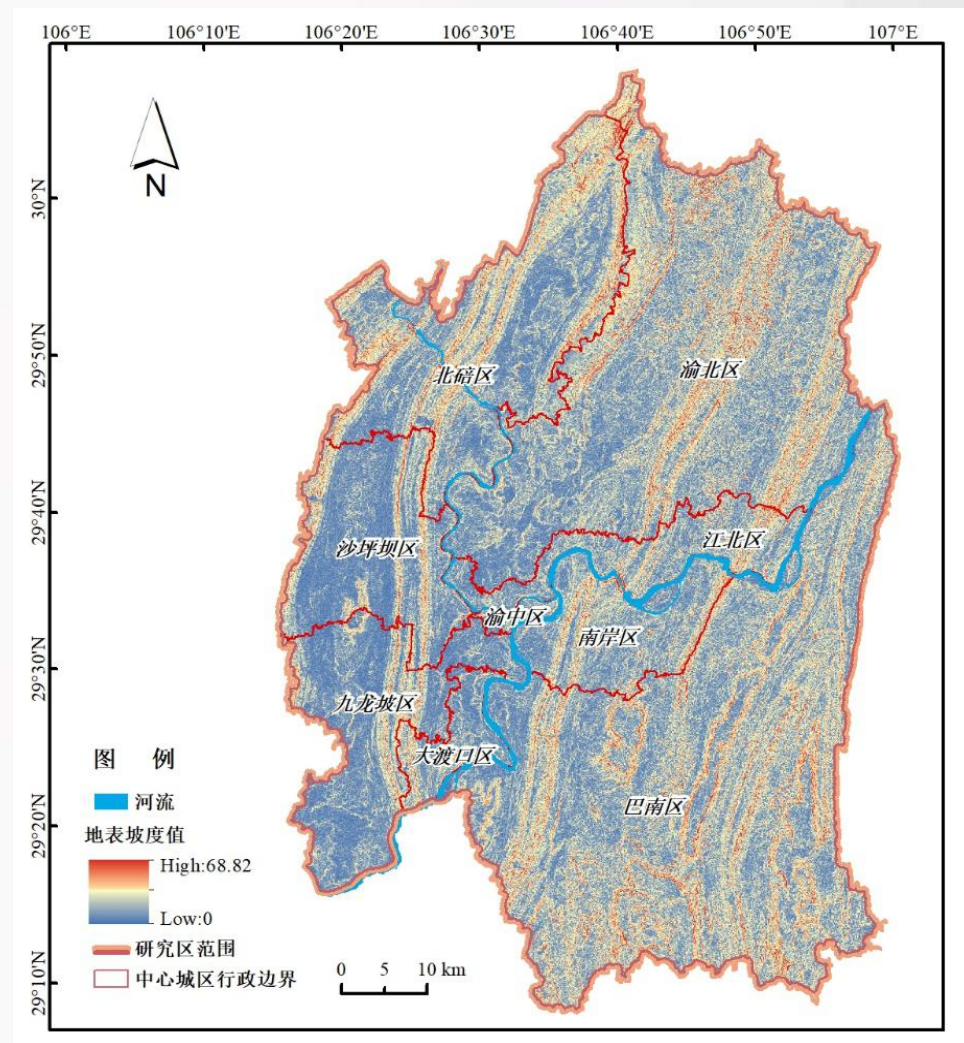 106°E 106°10'E 106°20'E 106°30'E 106°40'E 106°50'E 107°E
N
30°N
29°50'N
29°40'N
29°30'N
29°20'N
29°10'N
北碚区
渝北区
沙坪坝区
江北区
渝中区
南岸区
九龙坡区
大渡口区
巴南区
图 例
河流
地表坡度值
High:68.82
Low:0
研究区范围
中心城区行政边界
0 5 10 km